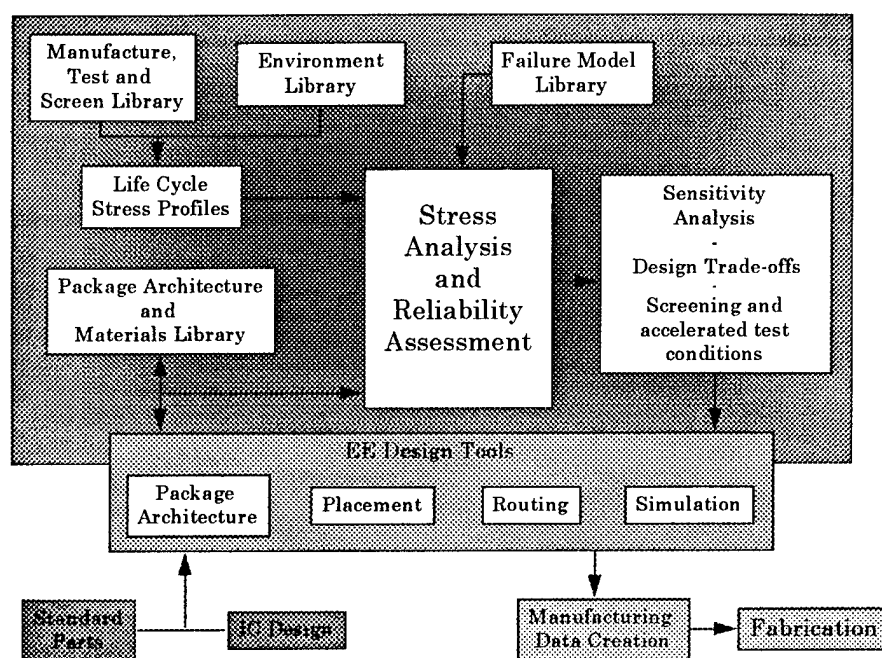 Manufacture,
Test and
Screen Library
Environment
Library
Failure Model
Library
Life Cycle
Stress Profiles
Stress
Analysis
and
Reliability
Assessment
Sensitivity
Analysis
-
Design Trade-offs
-
Screening and
accelerated test
conditions
Package Architecture
and
Materials Library
EE Design Tools
Package
Architecture
Placement
Routing
Simulation
Standard
Parts
IC Design
Manufacturing
Data Creation
Fabrication